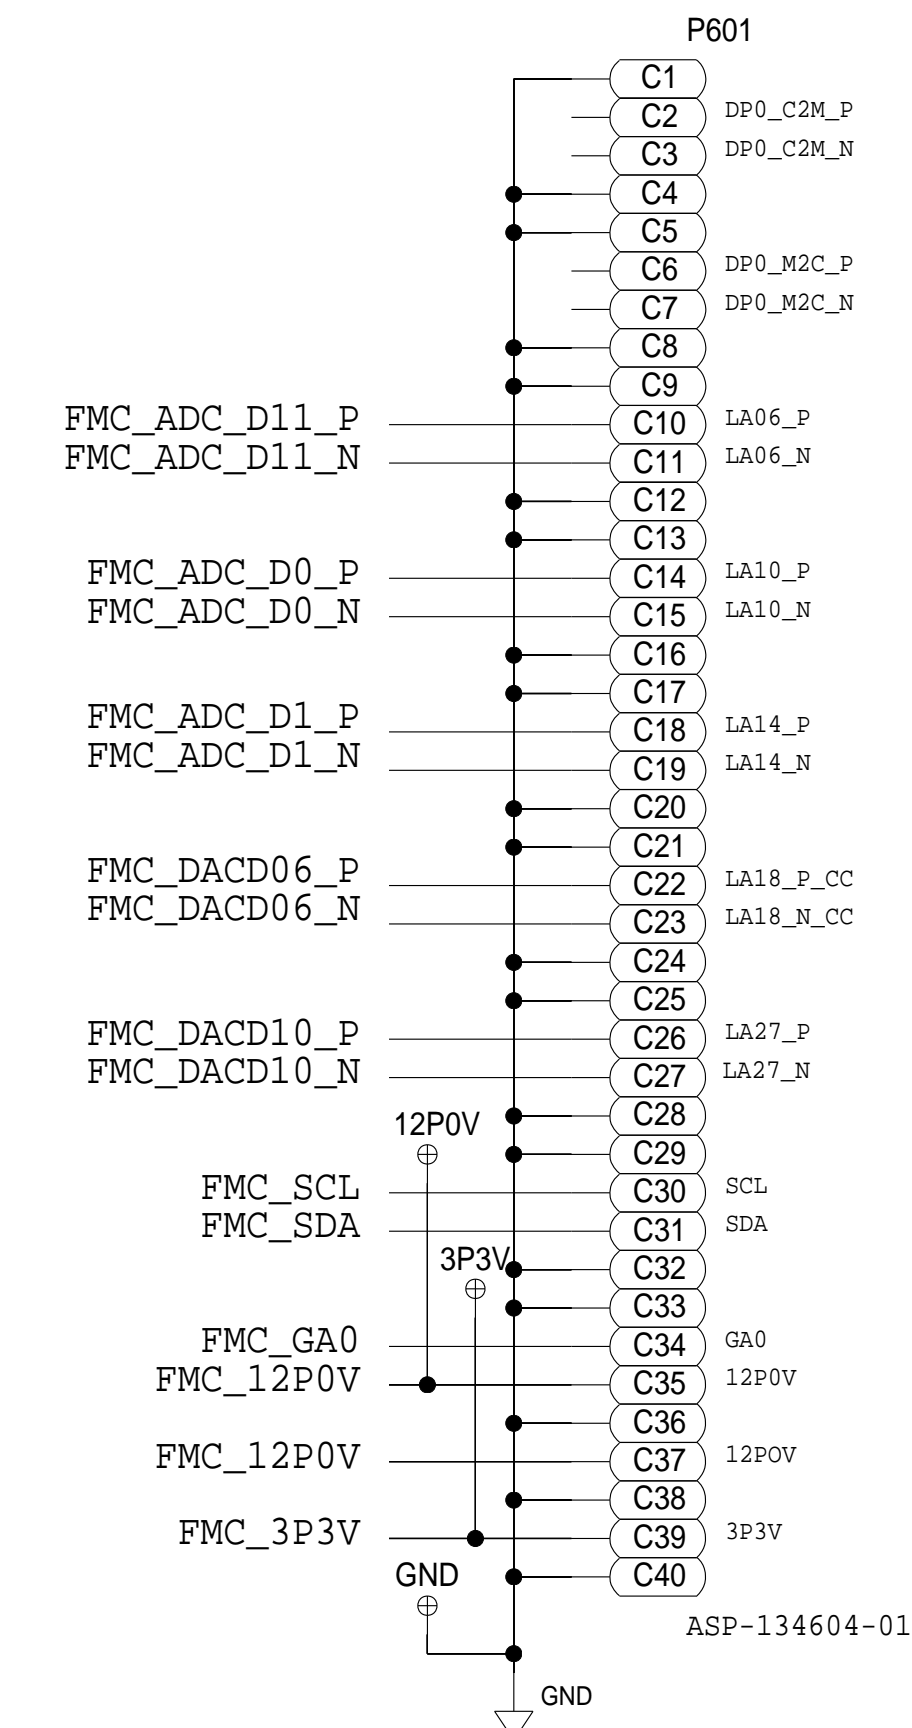 P601
C1
C2 DP0_C2M_P
C3 DP0_C2M_N
C4
C5
C6 DP0_M2C_P
C7 DP0_M2C_N
C8
C9
FMC_ADC_D11_P C10 LA06_P
FMC_ADC_D11_N C11 LA06_N
C12
C13
FMC_ADC_D0_P C14 LA10_P
FMC_ADC_D0_N C15 LA10_N
C16
C17
FMC_ADC_D1_P C18 LA14_P
FMC_ADC_D1_N C19 LA14_N
C20
C21
FMC_DACD06_P C22 LA18_P_CC
FMC_DACD06_N C23 LA18_N_CC
C24
C25
FMC_DACD10_P C26 LA27_P
FMC_DACD10_N C27 LA27_N
12P0V C28
C29
FMC_SCL C30 SCL
FMC_SDA C31 SDA
3P3V C32
C33
FMC_GA0 C34 GA0
FMC_12P0V C35 12P0V
C36
FMC_12P0V C37 12POV
C38
FMC_3P3V C39 3P3V
GND C40
ASP-134604-01
GND